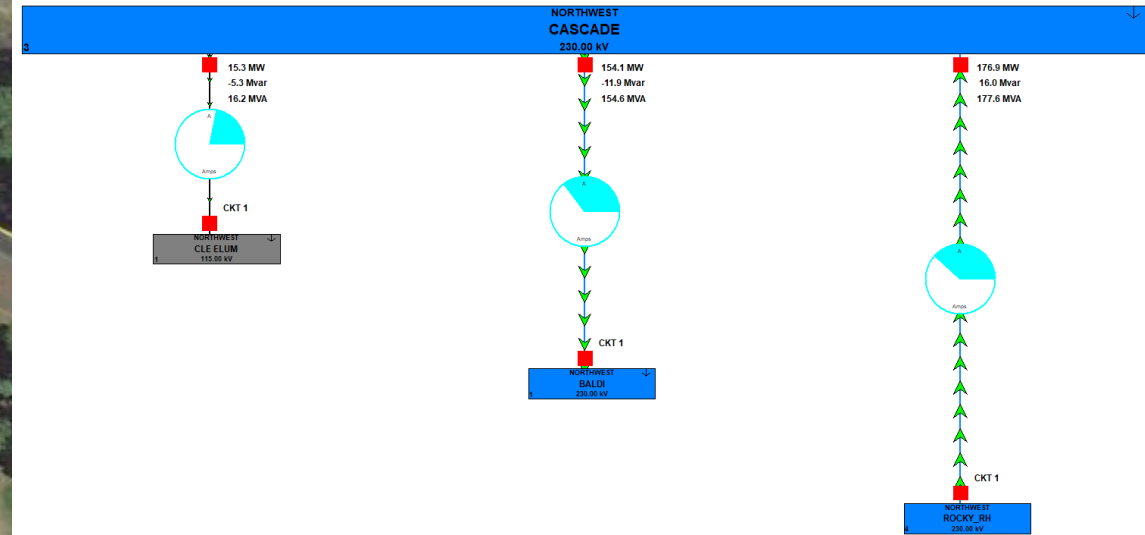 NORTHWEST
CASCADE
230.00 kV
3
15.3 MW
-5.3 Mvar
16.2 MVA
A
Amps
CKT 1
NORTHWEST
CLE ELUM
115.00 kV
1
154.1 MW
-11.9 Mvar
154.6 MVA
A
Amps
CKT 1
NORTHWEST
BALDI
230.00 kV
176.9 MW
16.0 Mvar
177.6 MVA
A
Amps
CKT 1
NORTHWEST
ROCKY_RH
230.00 kV
4